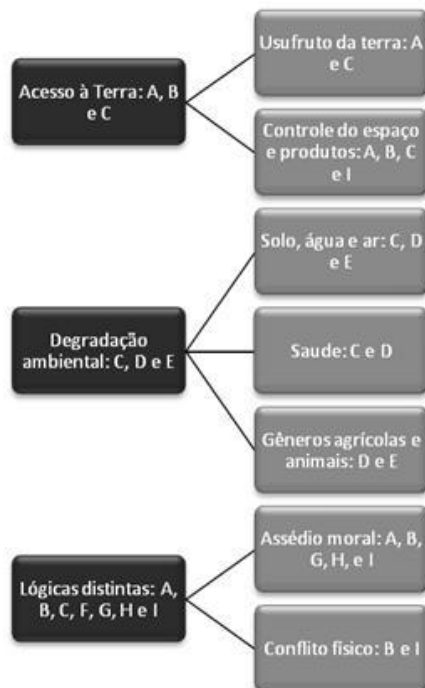 Acesso à Terra: A, B
e C
Usufruto da terra: A
e C
Controle do espaço
e produtos: A, B, C
e I
Degradação
ambiental: C, D e E
Solo, água e ar: C, D
e E
Saude: C e D
Gêneros agrícolas e
animais: D e E
Lógicas distintas: A,
B, C, F, G, H e I
Assédio moral: A, B,
G, H, e I
Conflito físico: B e I